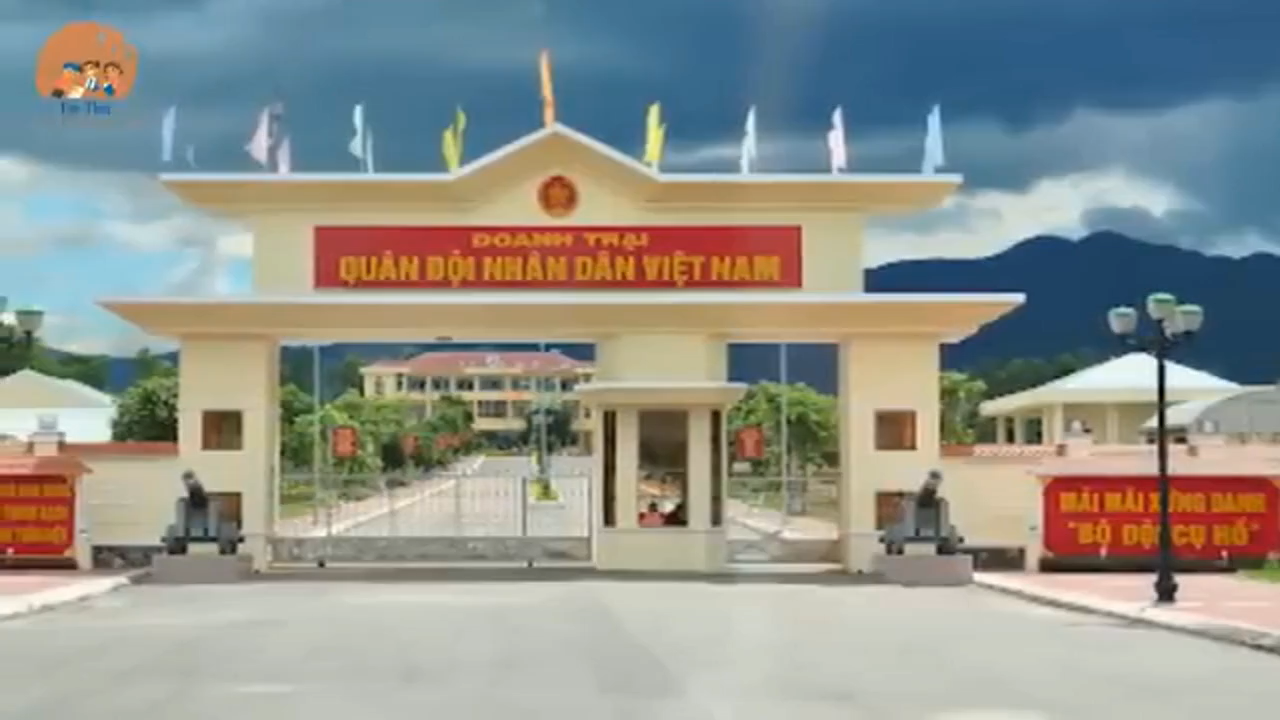 DOANH TRẠI
QUÂN ĐỘI NHÂN DÂN VIỆT NAM
MÃI MÃI XỨNG DANH
"BỘ ĐỘI CỤ HỒ"